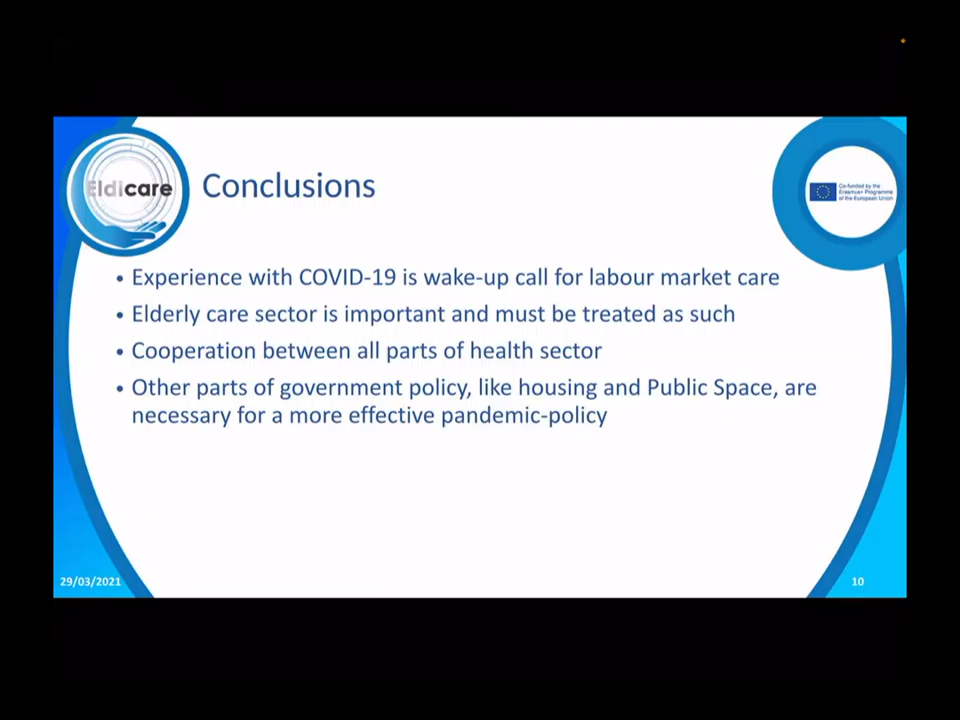 Eldicare
Conclusions
Co-funded by the
Erasmus+ Programme
of the European Union
• Experience with COVID-19 is wake-up call for labour market care
• Elderly care sector is important and must be treated as such
• Cooperation between all parts of health sector
• Other parts of government policy, like housing and Public Space, are
necessary for a more effective pandemic-policy
29/03/2021
10